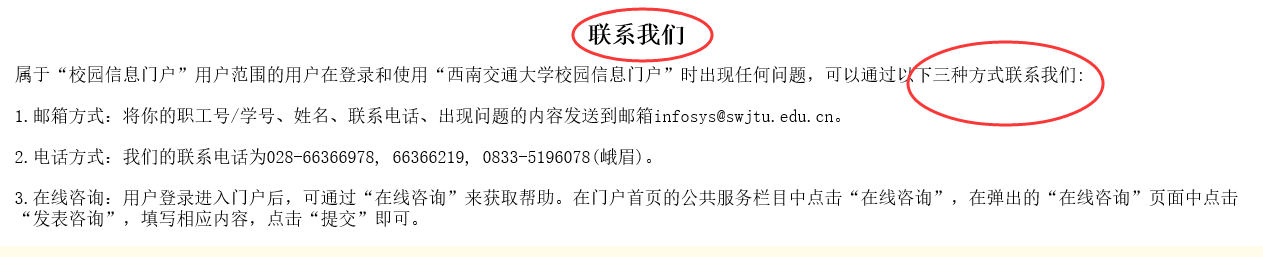 联系我们
属于“校园信息门户”用户范围的用户在登录和使用“西南交通大学校园信息门户”时出现任何问题，可以通过以下三种方式联系我们:
1.邮箱方式：将你的职工号/学号、姓名、联系电话、出现问题的内容发送到邮箱infosys@swjtu.edu.cn。
2.电话方式：我们的联系电话为028-66366978, 66366219, 0833-5196078(峨眉)。
3.在线咨询：用户登录进入门户后，可通过“在线咨询”来获取帮助。在门户首页的公共服务栏目中点击“在线咨询”，在弹出的“在线咨询”页面中点击
“发表咨询”，填写相应内容，点击“提交”即可。